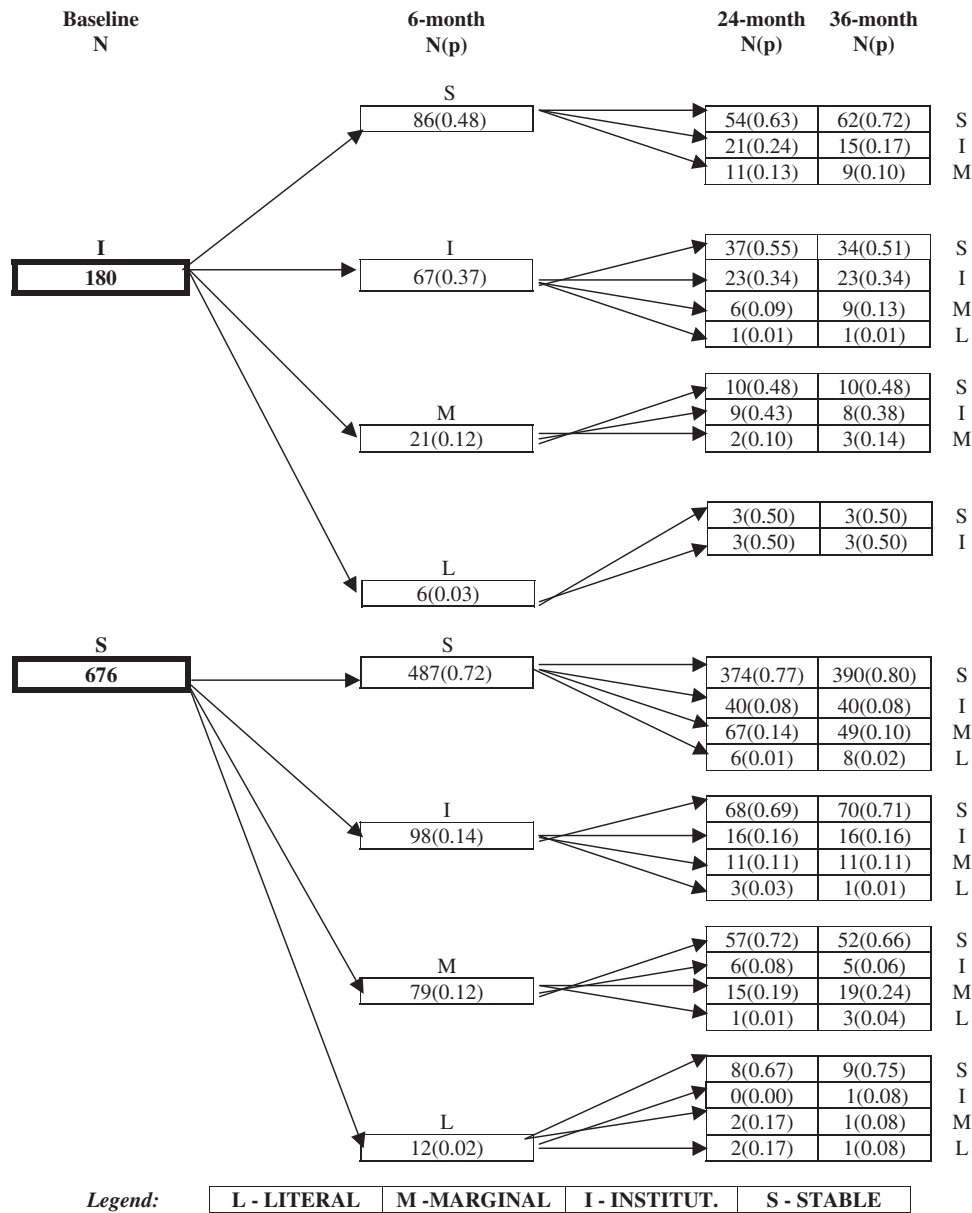 Baseline 6-month 24-month 36-month
N N(p) N(p) N(p)
S
86(0.48) 54(0.63) 62(0.72) S
21(0.24) 15(0.17) I
11(0.13) 9(0.10) M
I I 37(0.55) 34(0.51) S
180 67(0.37) 23(0.34) 23(0.34) I
6(0.09) 9(0.13) M
1(0.01) 1(0.01) L
10(0.48) 10(0.48) S
M 9(0.43) 8(0.38) I
21(0.12) 2(0.10) 3(0.14) M
3(0.50) 3(0.50) S
3(0.50) 3(0.50) I
L
6(0.03)
S S
676 487(0.72) 374(0.77) 390(0.80) S
40(0.08) 40(0.08) I
67(0.14) 49(0.10) M
6(0.01) 8(0.02) L
I 68(0.69) 70(0.71) S
98(0.14) 16(0.16) 16(0.16) I
11(0.11) 11(0.11) M
3(0.03) 1(0.01) L
57(0.72) 52(0.66) S
M 6(0.08) 5(0.06) I
79(0.12) 15(0.19) 19(0.24) M
1(0.01) 3(0.04) L
8(0.67) 9(0.75) S
0(0.00) 1(0.08) I
L 2(0.17) 1(0.08) M
12(0.02) 2(0.17) 1(0.08) L
Legend: L - LITERAL M -MARGINAL I - INSTITUT. S - STABLE